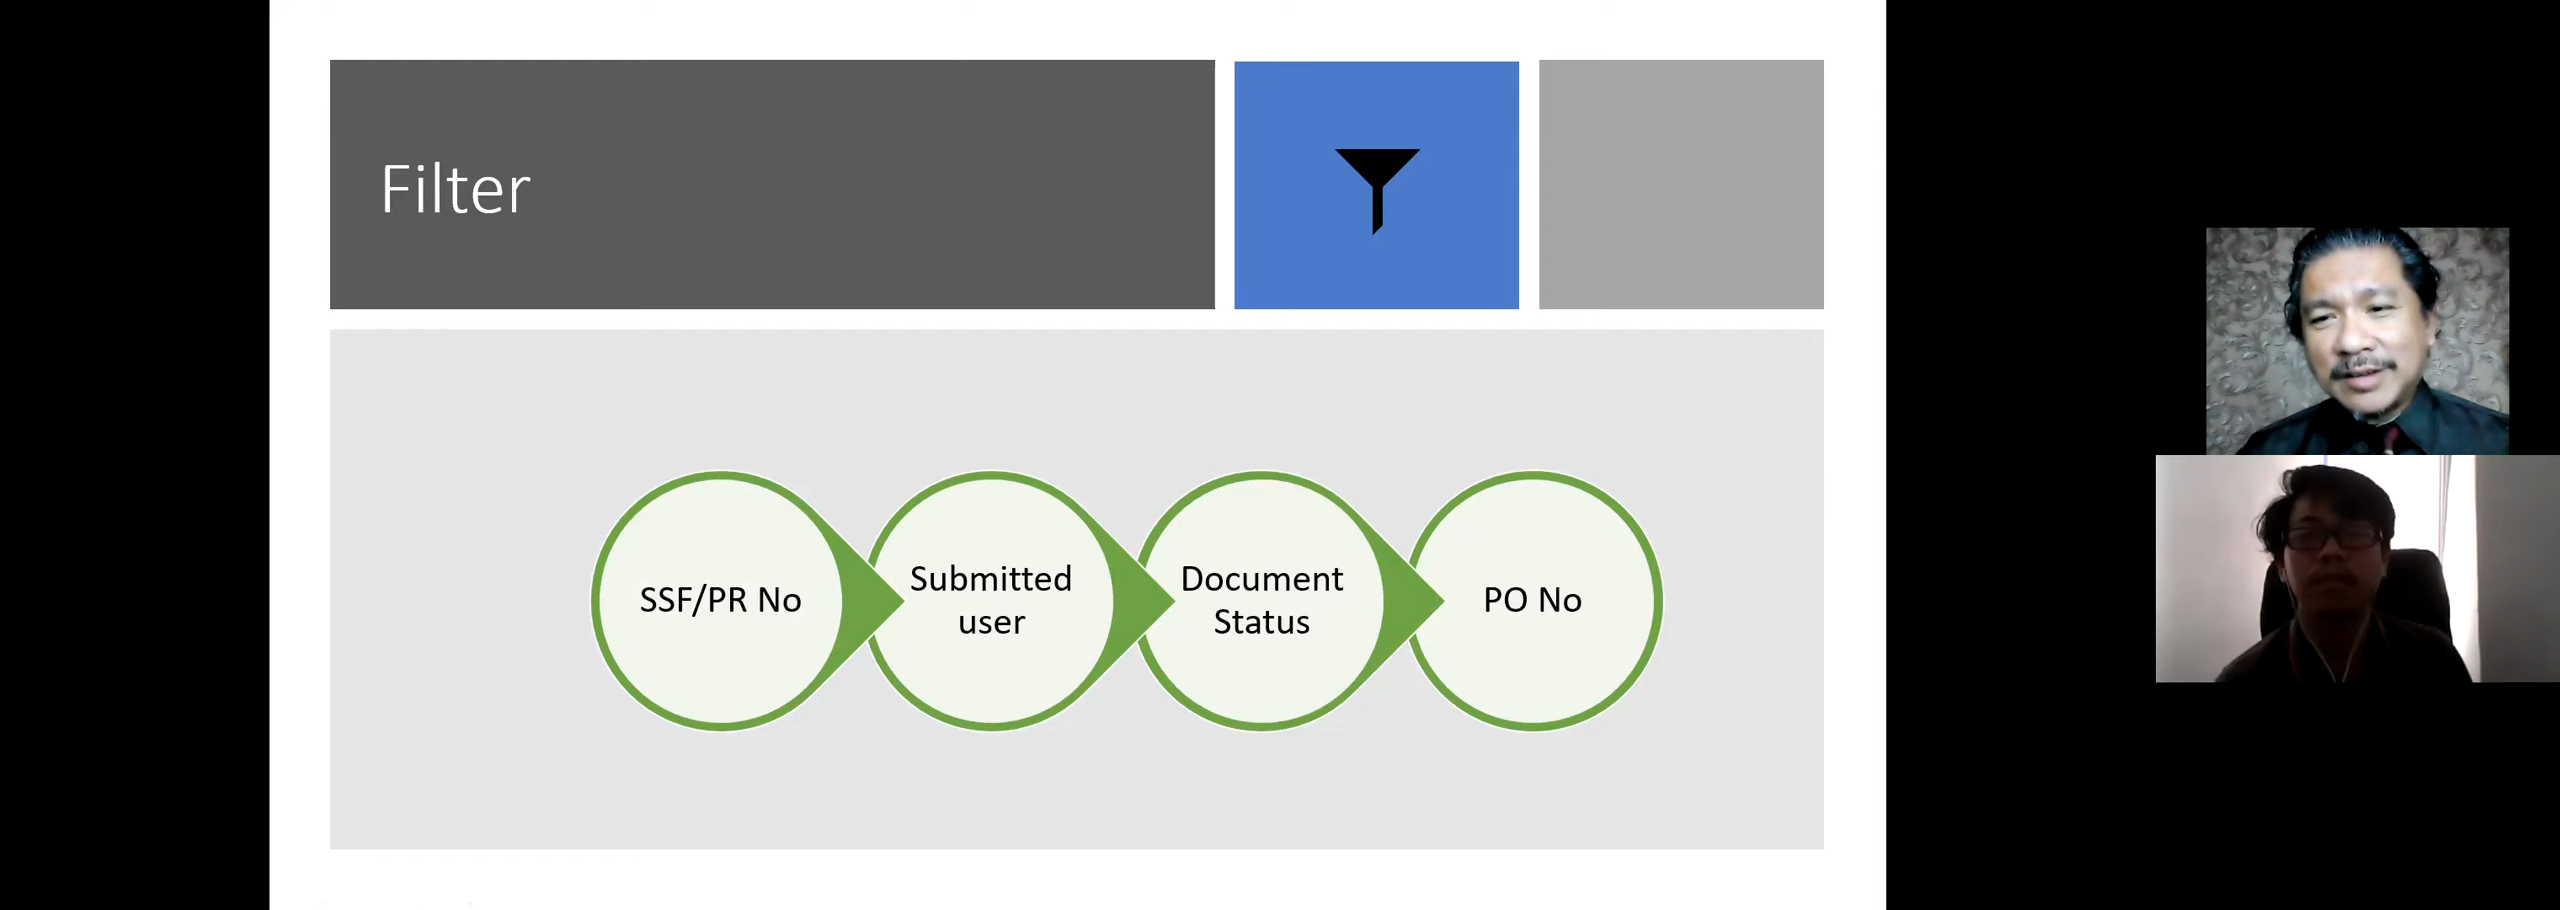 Filter
SSF/PR No
Submitted
user
Document
Status
PO No